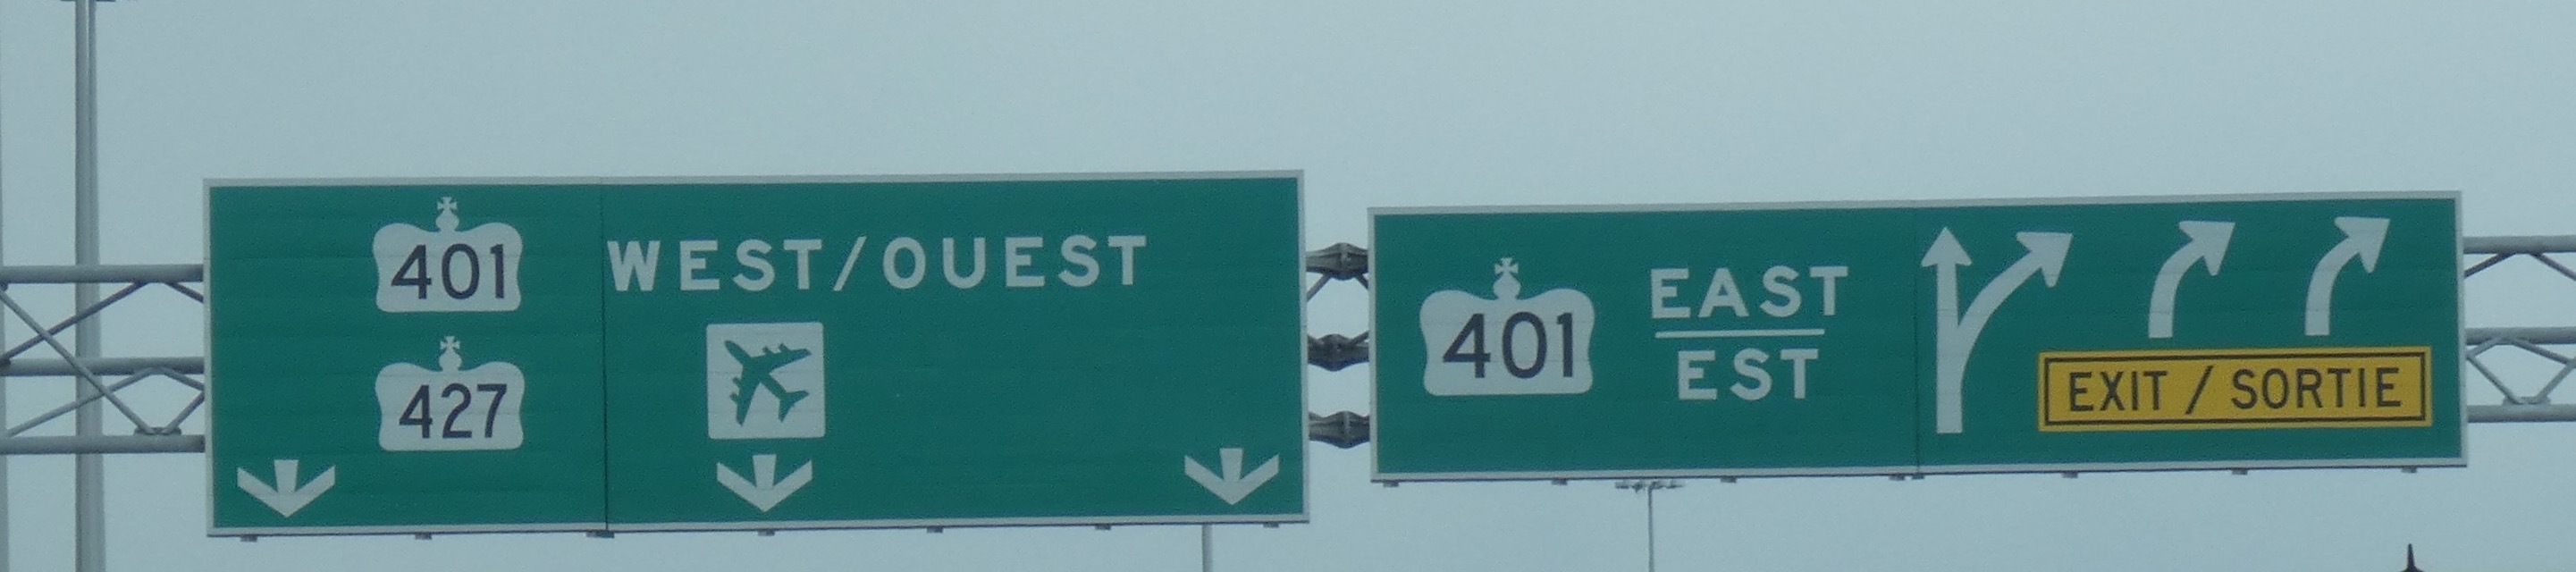 401 WEST/OUEST
427
401
EAST
EST
EXIT / SORTIE